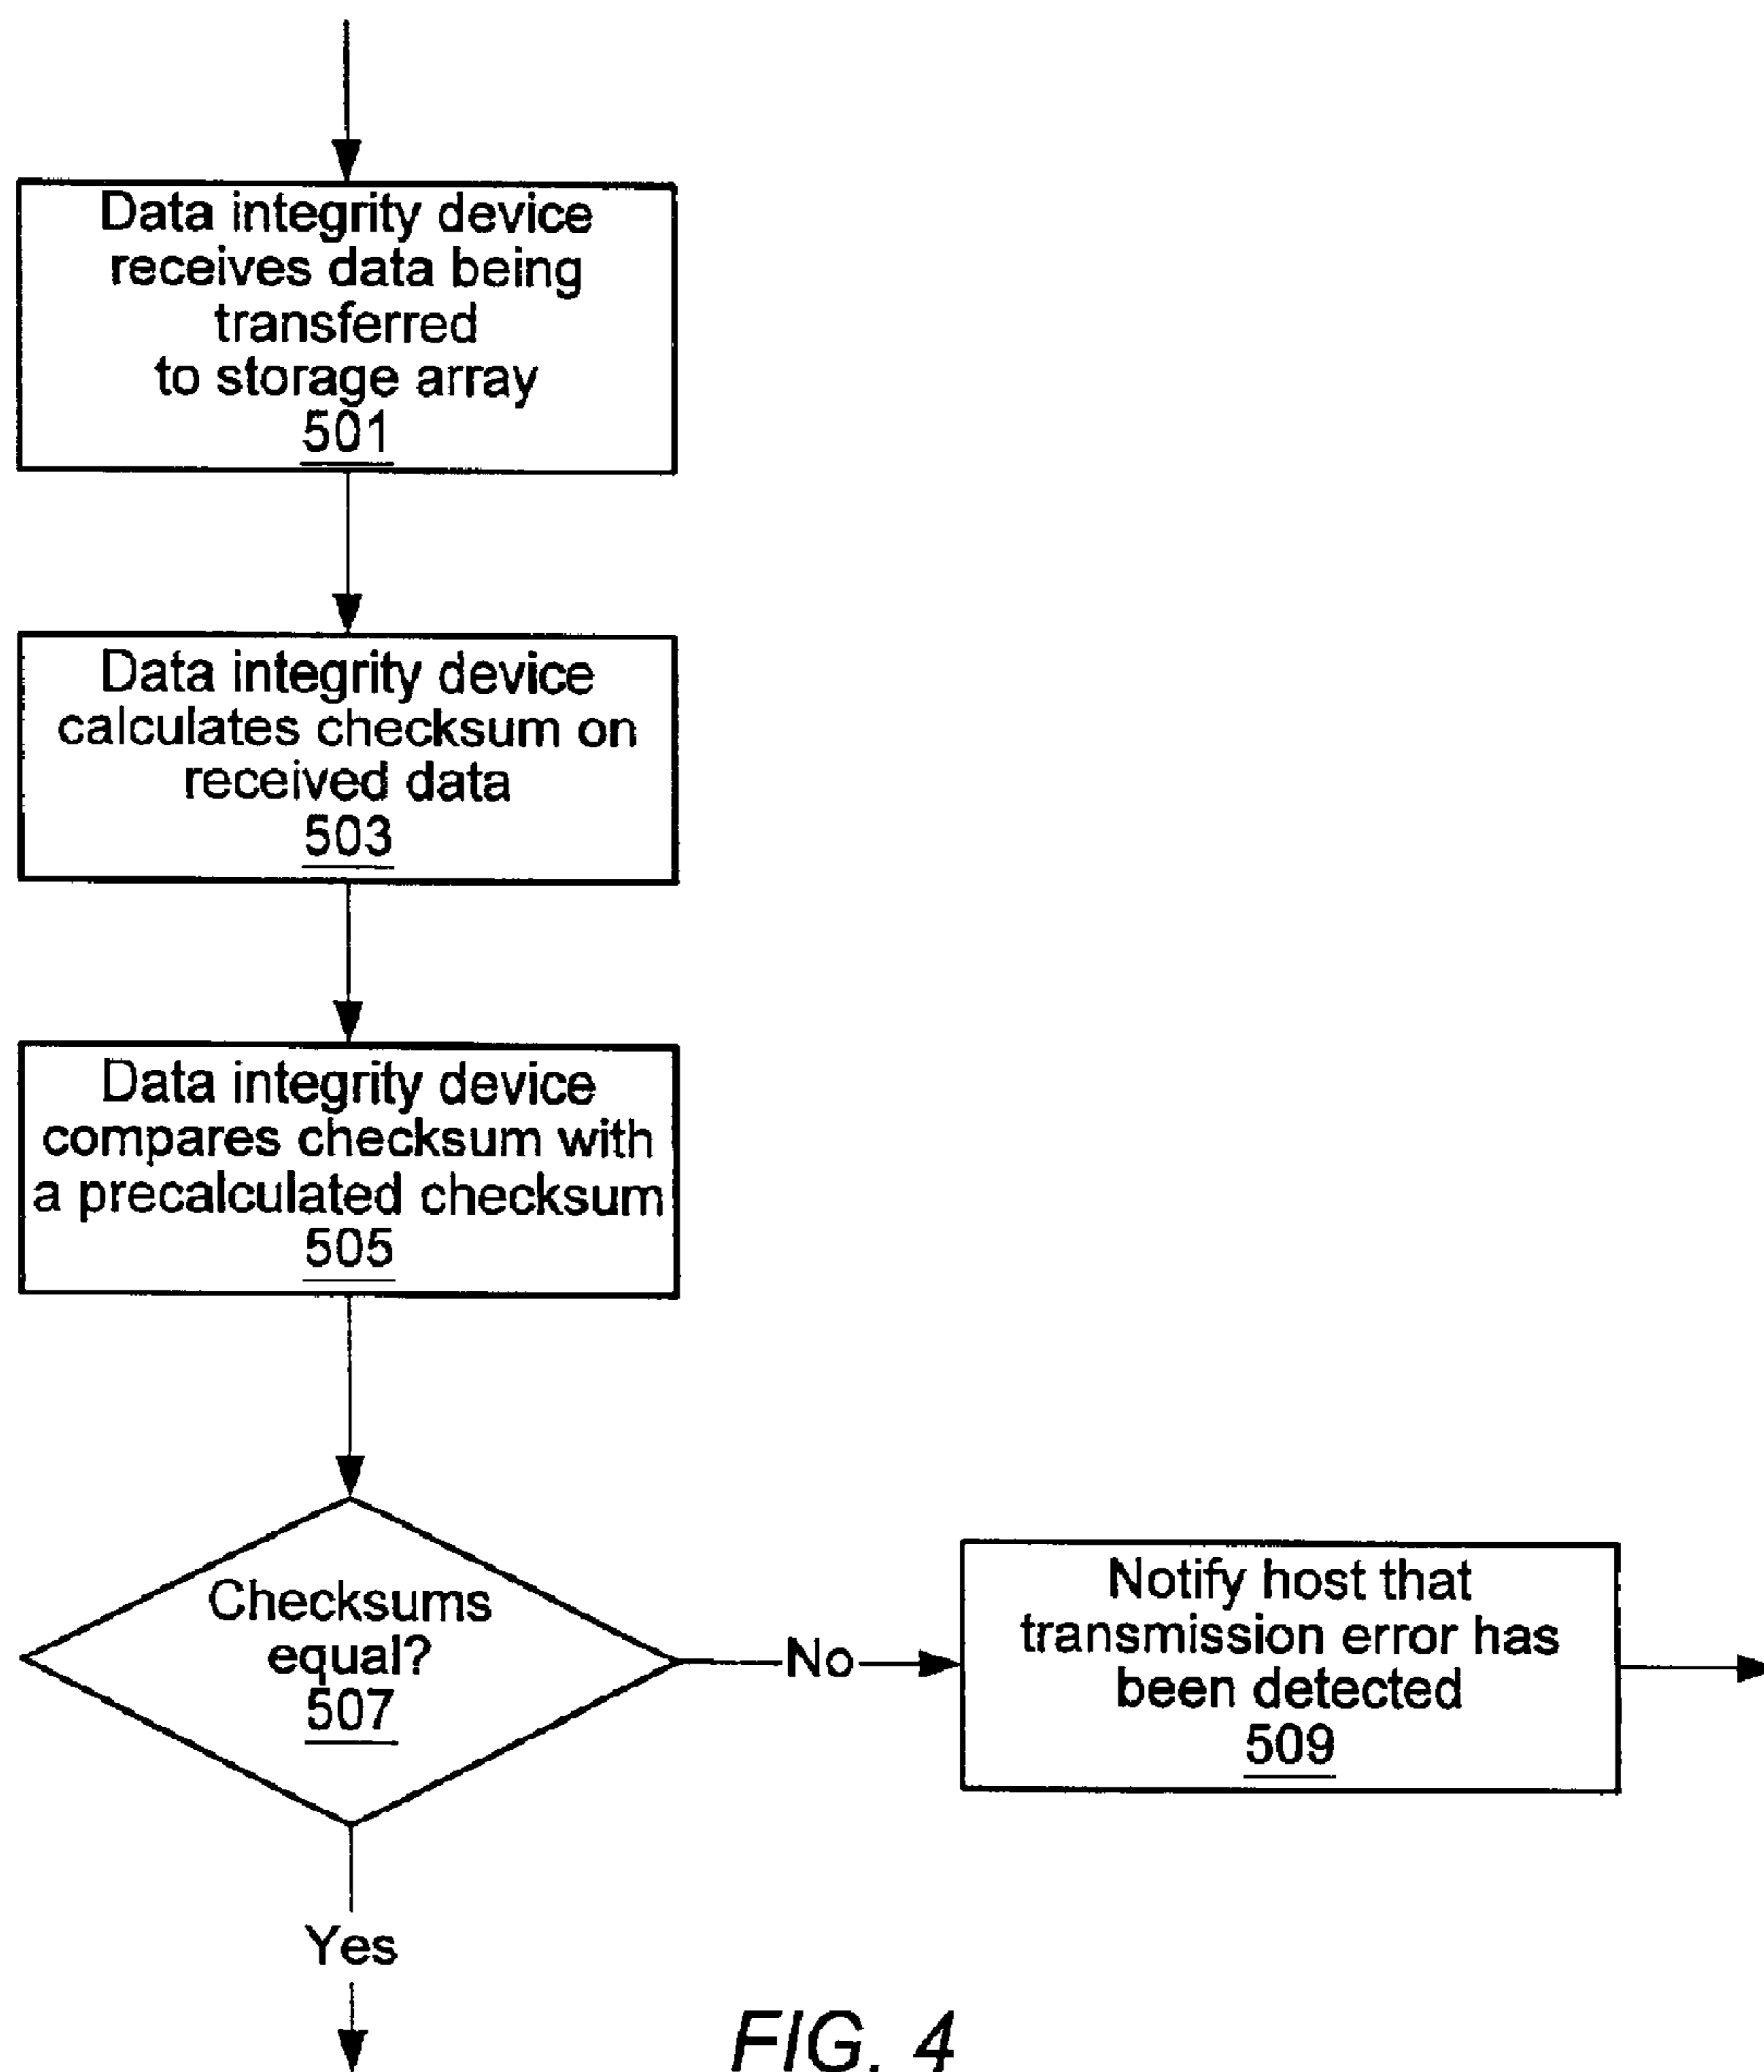 Data integrity device
receives data being
transferred
to storage array
501
Data integrity device
calculates checksum on
received data
503
Data integrity device
compares checksum with
a precalculated checksum
505
Checksums
equal?
507
No
Notify host that
transmission error has
been detected
509
Yes
FIG. 4